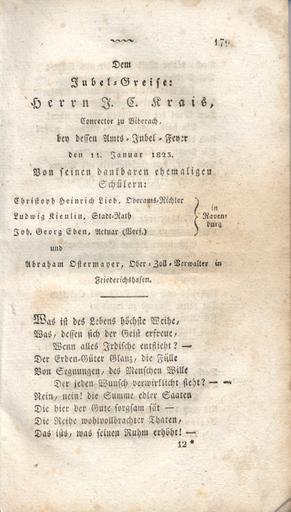 179
Dem
Jubel-Greise:
Herrn J. C. Krais,
Conrector zu Biberach,
bey dessen Amts-Jubel-Feyer
den 11. Januar 1823.
Von seinen dankbaren ehemaligen
Schülern:
Christoph Heinrich Lieb, Oberams-Richter
Ludwig Kienlin, Stadt-Rath
Joh. Georg Eben, Actuar (Verf.)
in
Raven-
burg
und
Abraham Ostermayer, Ober-Zoll-Verwalter in
Friederichshafen.
Was ist des Lebens höchste Weihe,
Was, dessen sich der Geist erfreue,
Wenn alles Irdische entflieht? —
Der Erden-Güter Glanz, die Fülle
Von Segnungen, des Menschen Wille
Der jeden Wunsch verwirklicht sieht? — —
Nein, nein! die Summe edler Saaten
Die hier der Gute sorgsam sät —
Die Reihe wohlvollbrachter Thaten,
Das ists, was seinen Ruhm erhöht! —
12 *